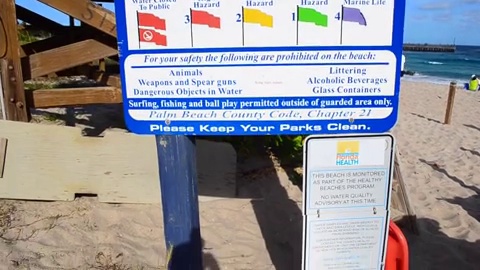 Water Closed Hazard Hazard Hazard Marine Life
To Public
3 2 1 4
For your safety the following are prohibited on the beach:
Animals Littering
Weapons and Spear guns Alcoholic Beverages
Dangerous Objects in Water Glass Containers
Surfing, fishing and ball play permitted outside of guarded area only.
Palm Beach County Code, Chapter 21
Please Keep Your Parks Clean.
Florida
HEALTH
THIS BEACH IS MONITORED
AS PART OF THE HEALTHY
BEACHES PROGRAM.
NO WATER QUALITY
ADVISORY AT THIS TIME.